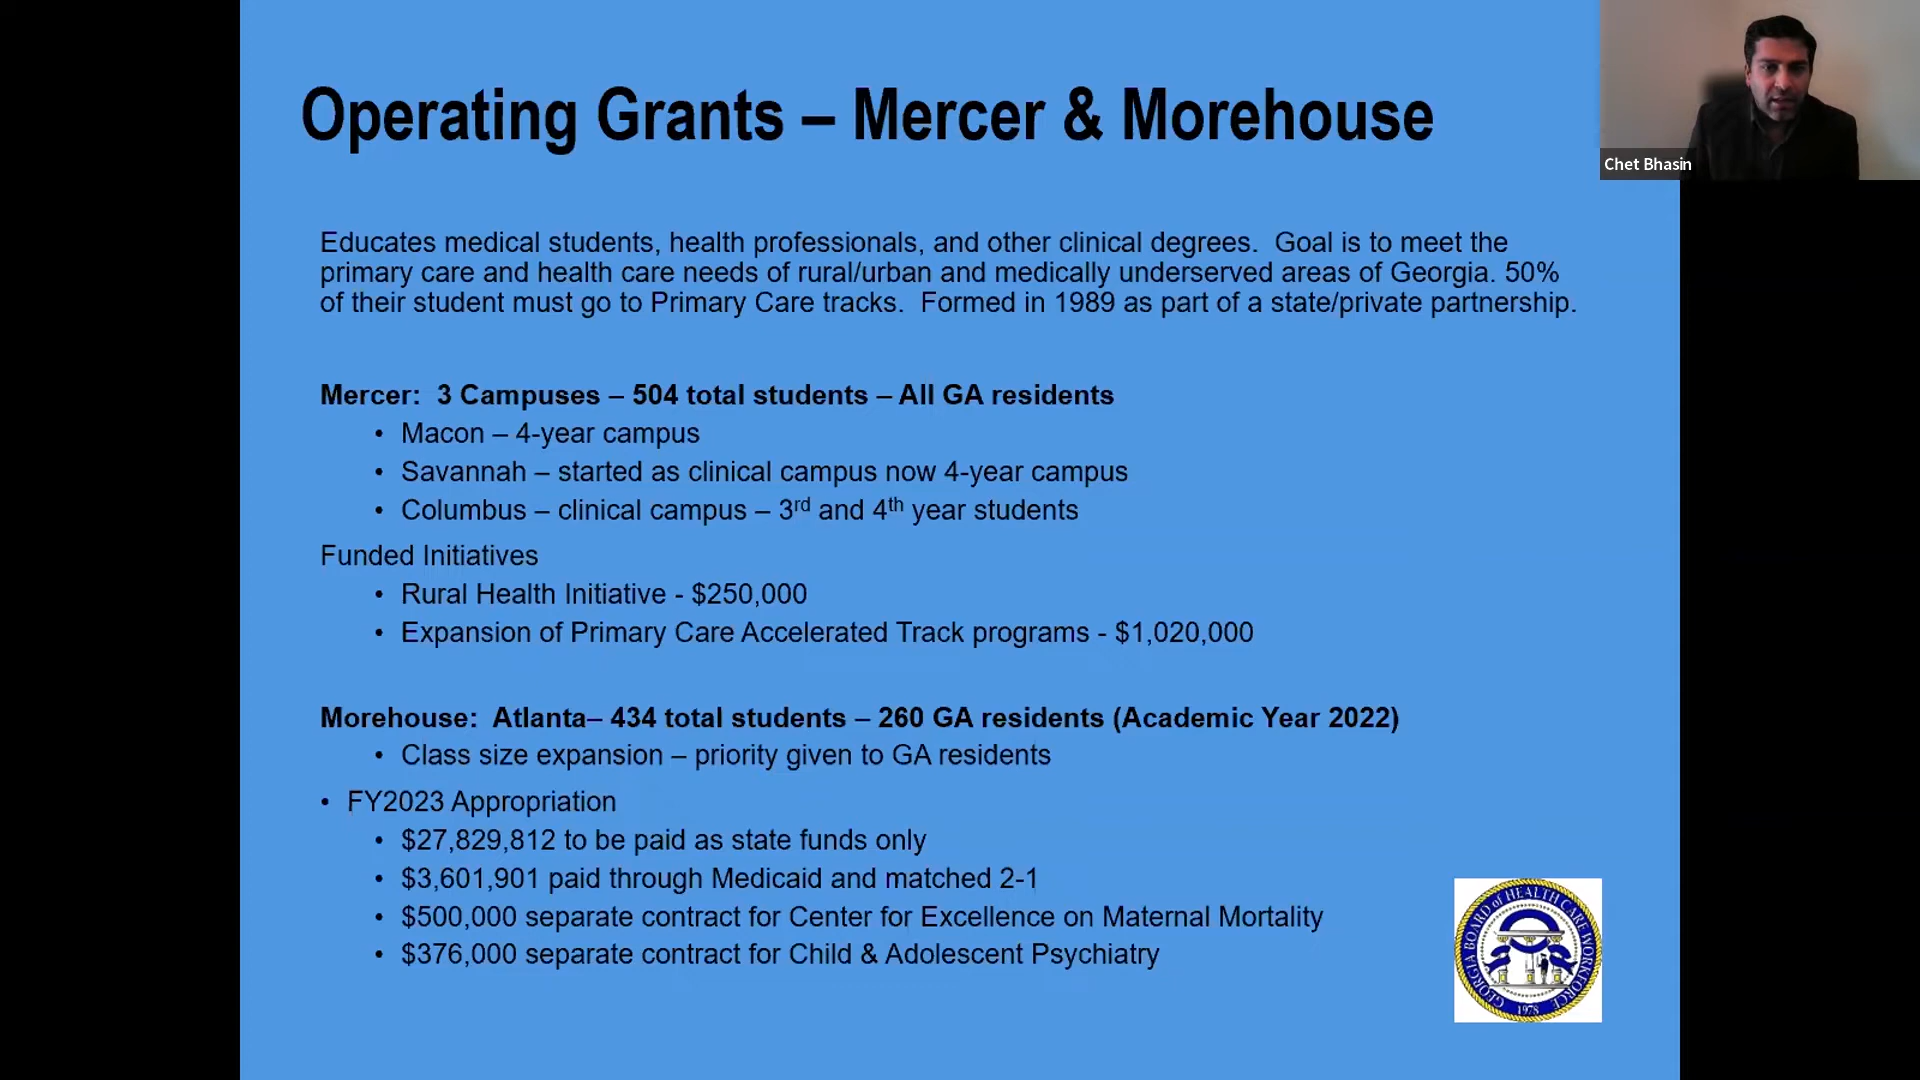 Operating Grants – Mercer & Morehouse
Chet Bhasin
Educates medical students, health professionals, and other clinical degrees.  Goal is to meet the
primary care and health care needs of rural/urban and medically underserved areas of Georgia. 50%
of their student must go to Primary Care tracks.  Formed in 1989 as part of a state/private partnership.
Mercer:  3 Campuses – 504 total students – All GA residents
• Macon – 4-year campus
• Savannah – started as clinical campus now 4-year campus
• Columbus – clinical campus – 3rd and 4th year students
Funded Initiatives
• Rural Health Initiative - $250,000
• Expansion of Primary Care Accelerated Track programs - $1,020,000
Morehouse:  Atlanta– 434 total students – 260 GA residents (Academic Year 2022)
• Class size expansion – priority given to GA residents
• FY2023 Appropriation
• $27,829,812 to be paid as state funds only
• $3,601,901 paid through Medicaid and matched 2-1
• $500,000 separate contract for Center for Excellence on Maternal Mortality
• $376,000 separate contract for Child & Adolescent Psychiatry
GEORGIA BOARD of HEALTH CARE WORKFORCE
1978